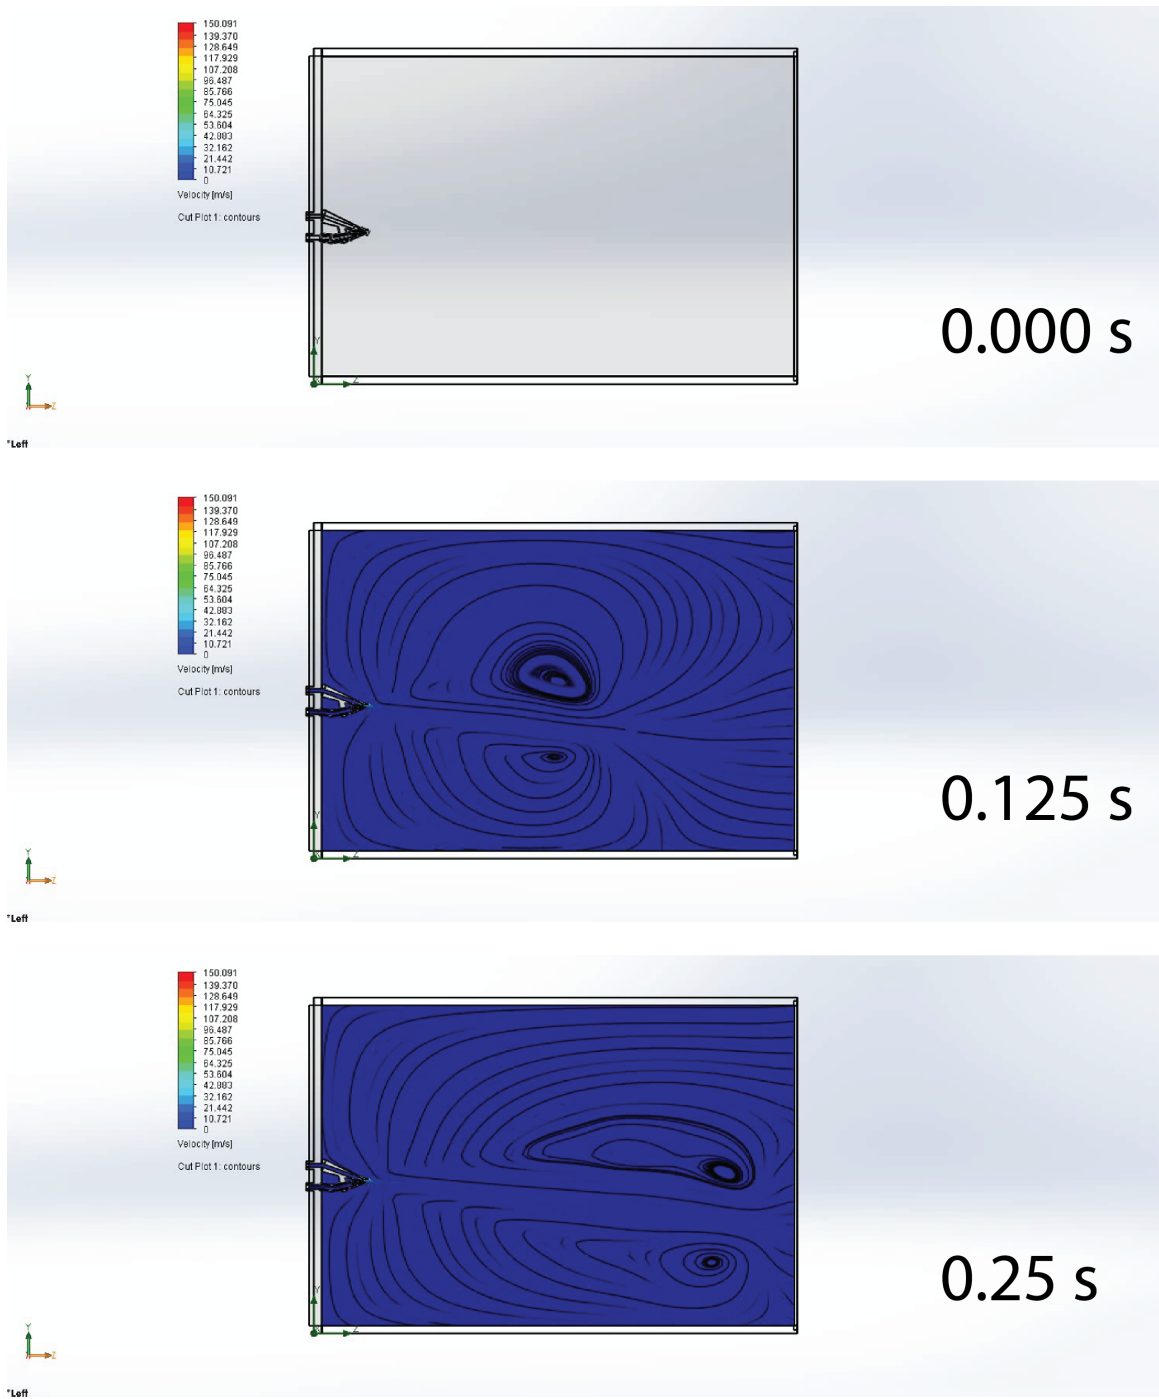 150.091
139.370
128.649
117.929
107.208
96.487
85.766
75.045
64.325
53.604
42.883
32.162
21.442
10.721
0
Velocity [m/s]
Cut Plot 1: contours
0.000 s
Y
Z
Y
Z
*Left
150.091
139.370
128.649
117.929
107.208
96.487
85.766
75.045
64.325
53.604
42.883
32.162
21.442
10.721
0
Velocity [m/s]
Cut Plot 1: contours
0.125 s
Y
Z
Y
Z
*Left
150.091
139.370
128.649
117.929
107.208
96.487
85.766
75.045
64.325
53.604
42.883
32.162
21.442
10.721
0
Velocity [m/s]
Cut Plot 1: contours
0.25 s
Y
Z
Y
Z
*Left